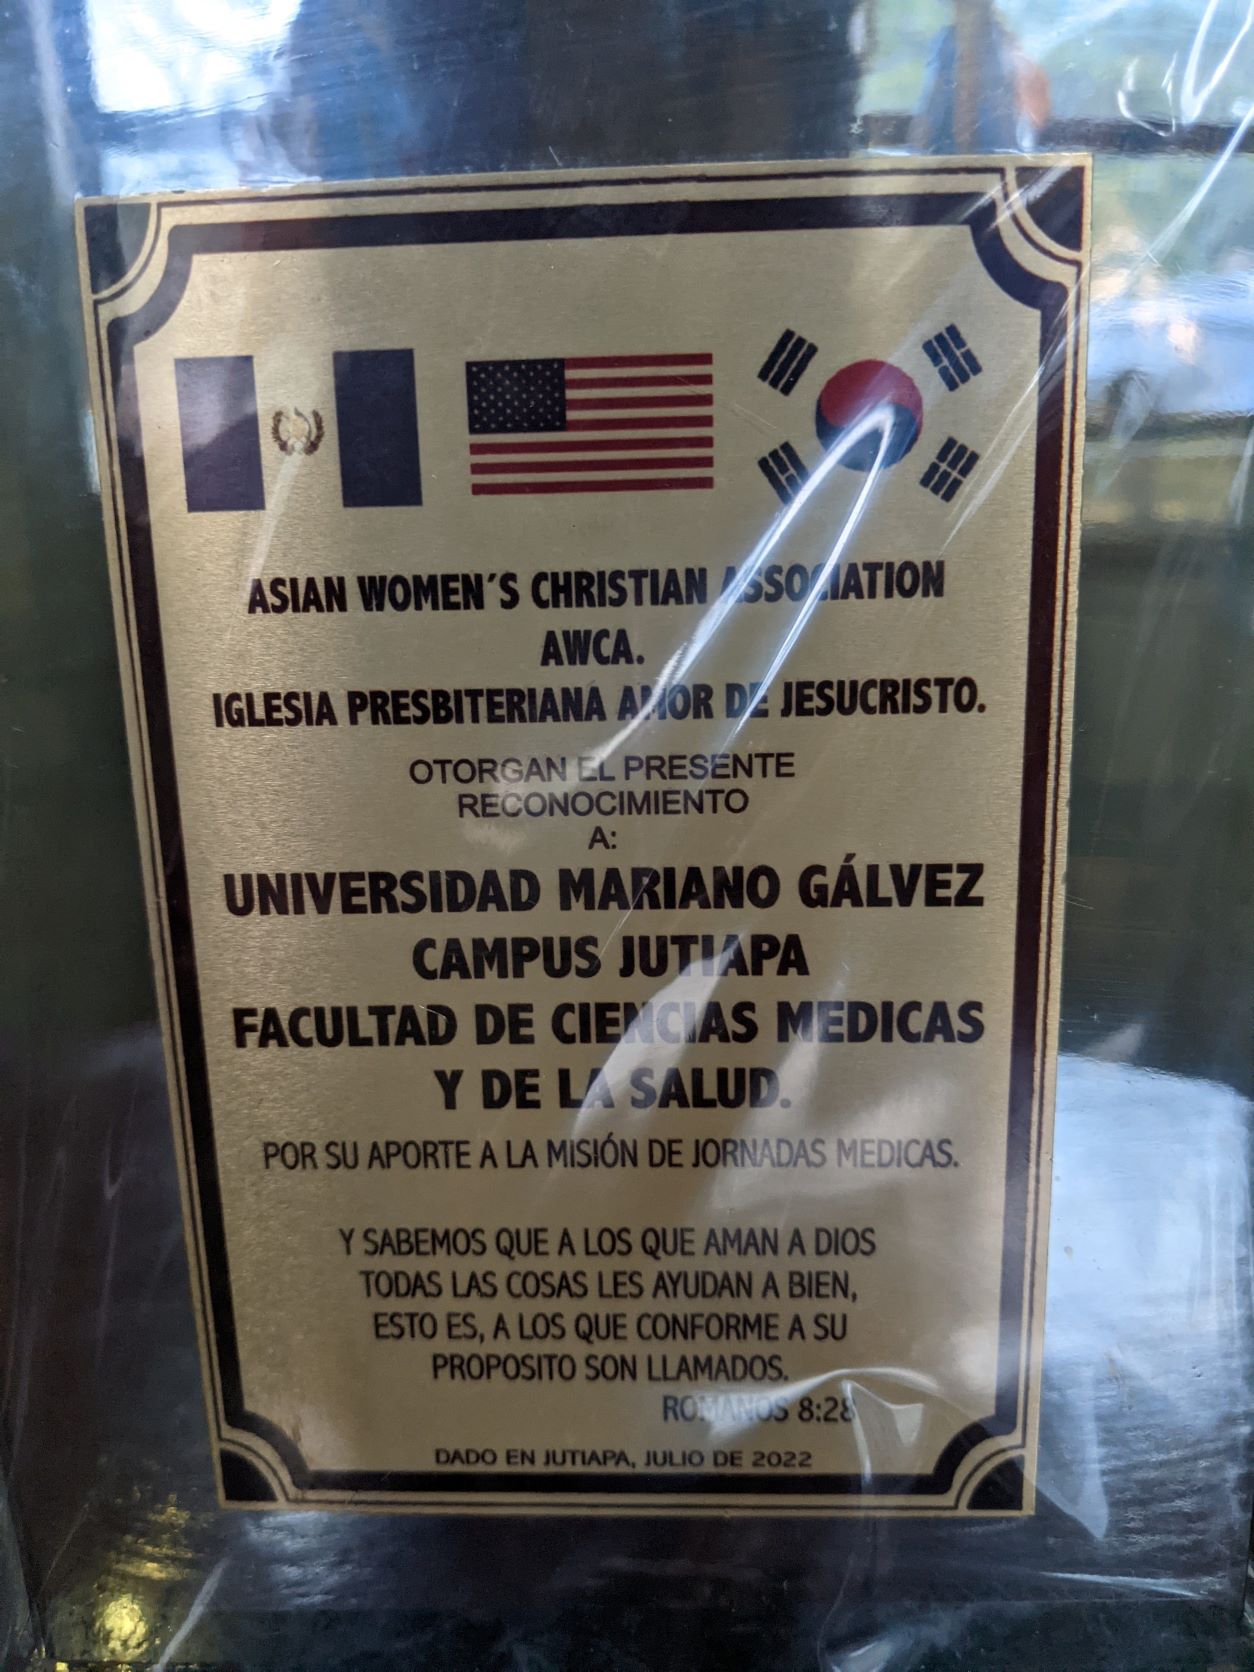 ASIAN WOMEN´S CHRISTIAN ASSOCIATION
AWCA.
IGLESIA PRESBITERIANA AMOR DE JESUCRISTO.
OTORGAN EL PRESENTE
RECONOCIMIENTO
A:
UNIVERSIDAD MARIANO GÁLVEZ
CAMPUS JUTIAPA
FACULTAD DE CIENCIAS MEDICAS
Y DE LA SALUD.
POR SU APORTE A LA MISIÓN DE JORNADAS MEDICAS.
Y SABEMOS QUE A LOS QUE AMAN A DIOS
TODAS LAS COSAS LES AYUDAN A BIEN,
ESTO ES, A LOS QUE CONFORME A SU
PROPOSITO SON LLAMADOS.
ROMANOS 8:28
DADO EN JUTIAPA, JULIO DE 2022